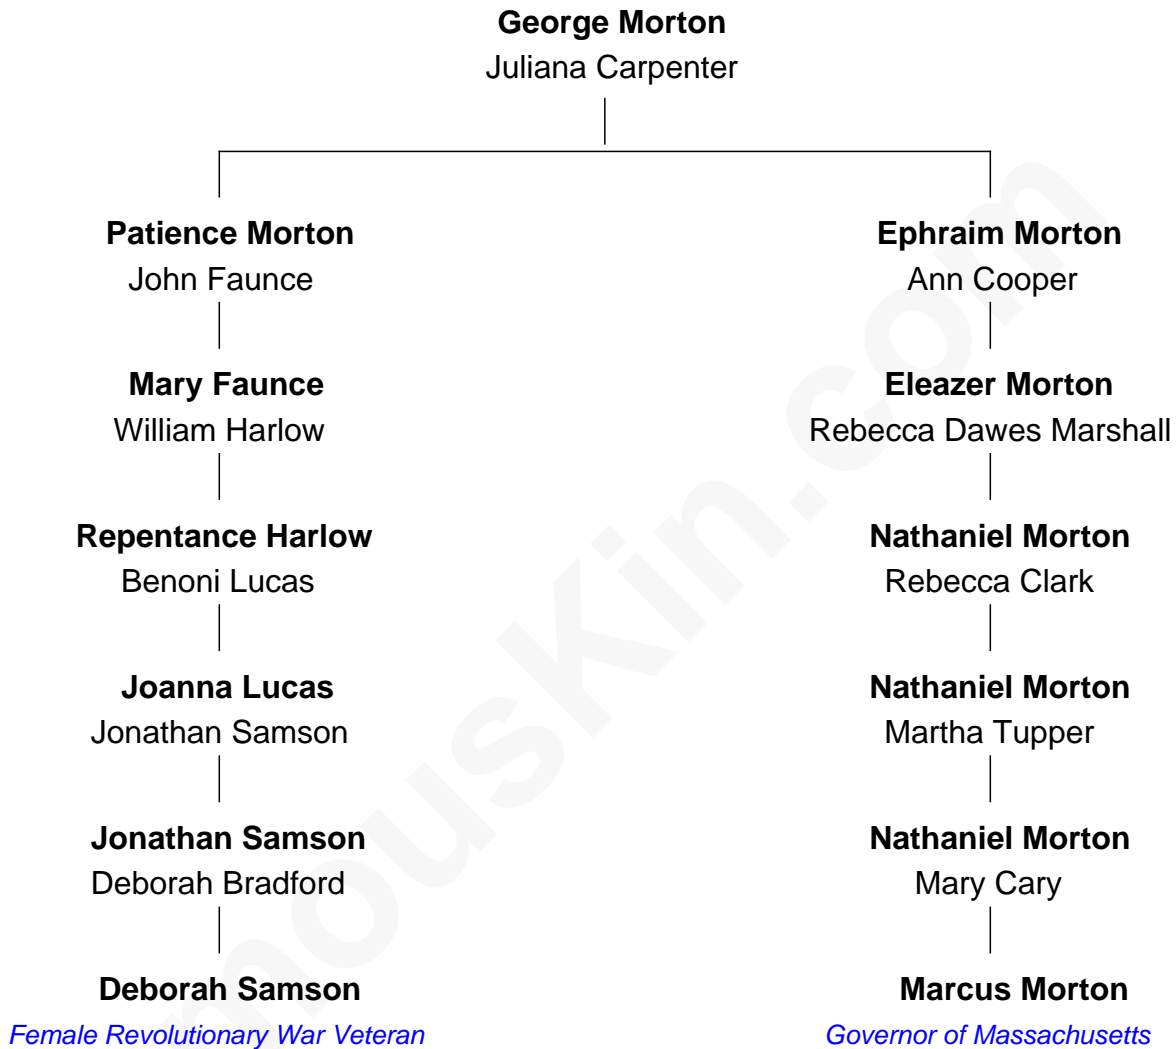 George Morton
Juliana Carpenter
Patience Morton
John Faunce
Ephraim Morton
Ann Cooper
Mary Faunce
William Harlow
Eleazer Morton
Rebecca Dawes Marshall
Repentance Harlow
Benoni Lucas
Nathaniel Morton
Rebecca Clark
Joanna Lucas
Jonathan Samson
Nathaniel Morton
Martha Tupper
Jonathan Samson
Deborah Bradford
Nathaniel Morton
Mary Cary
Deborah Samson
Female Revolutionary War Veteran
Marcus Morton
Governor of Massachusetts
mousKin.com